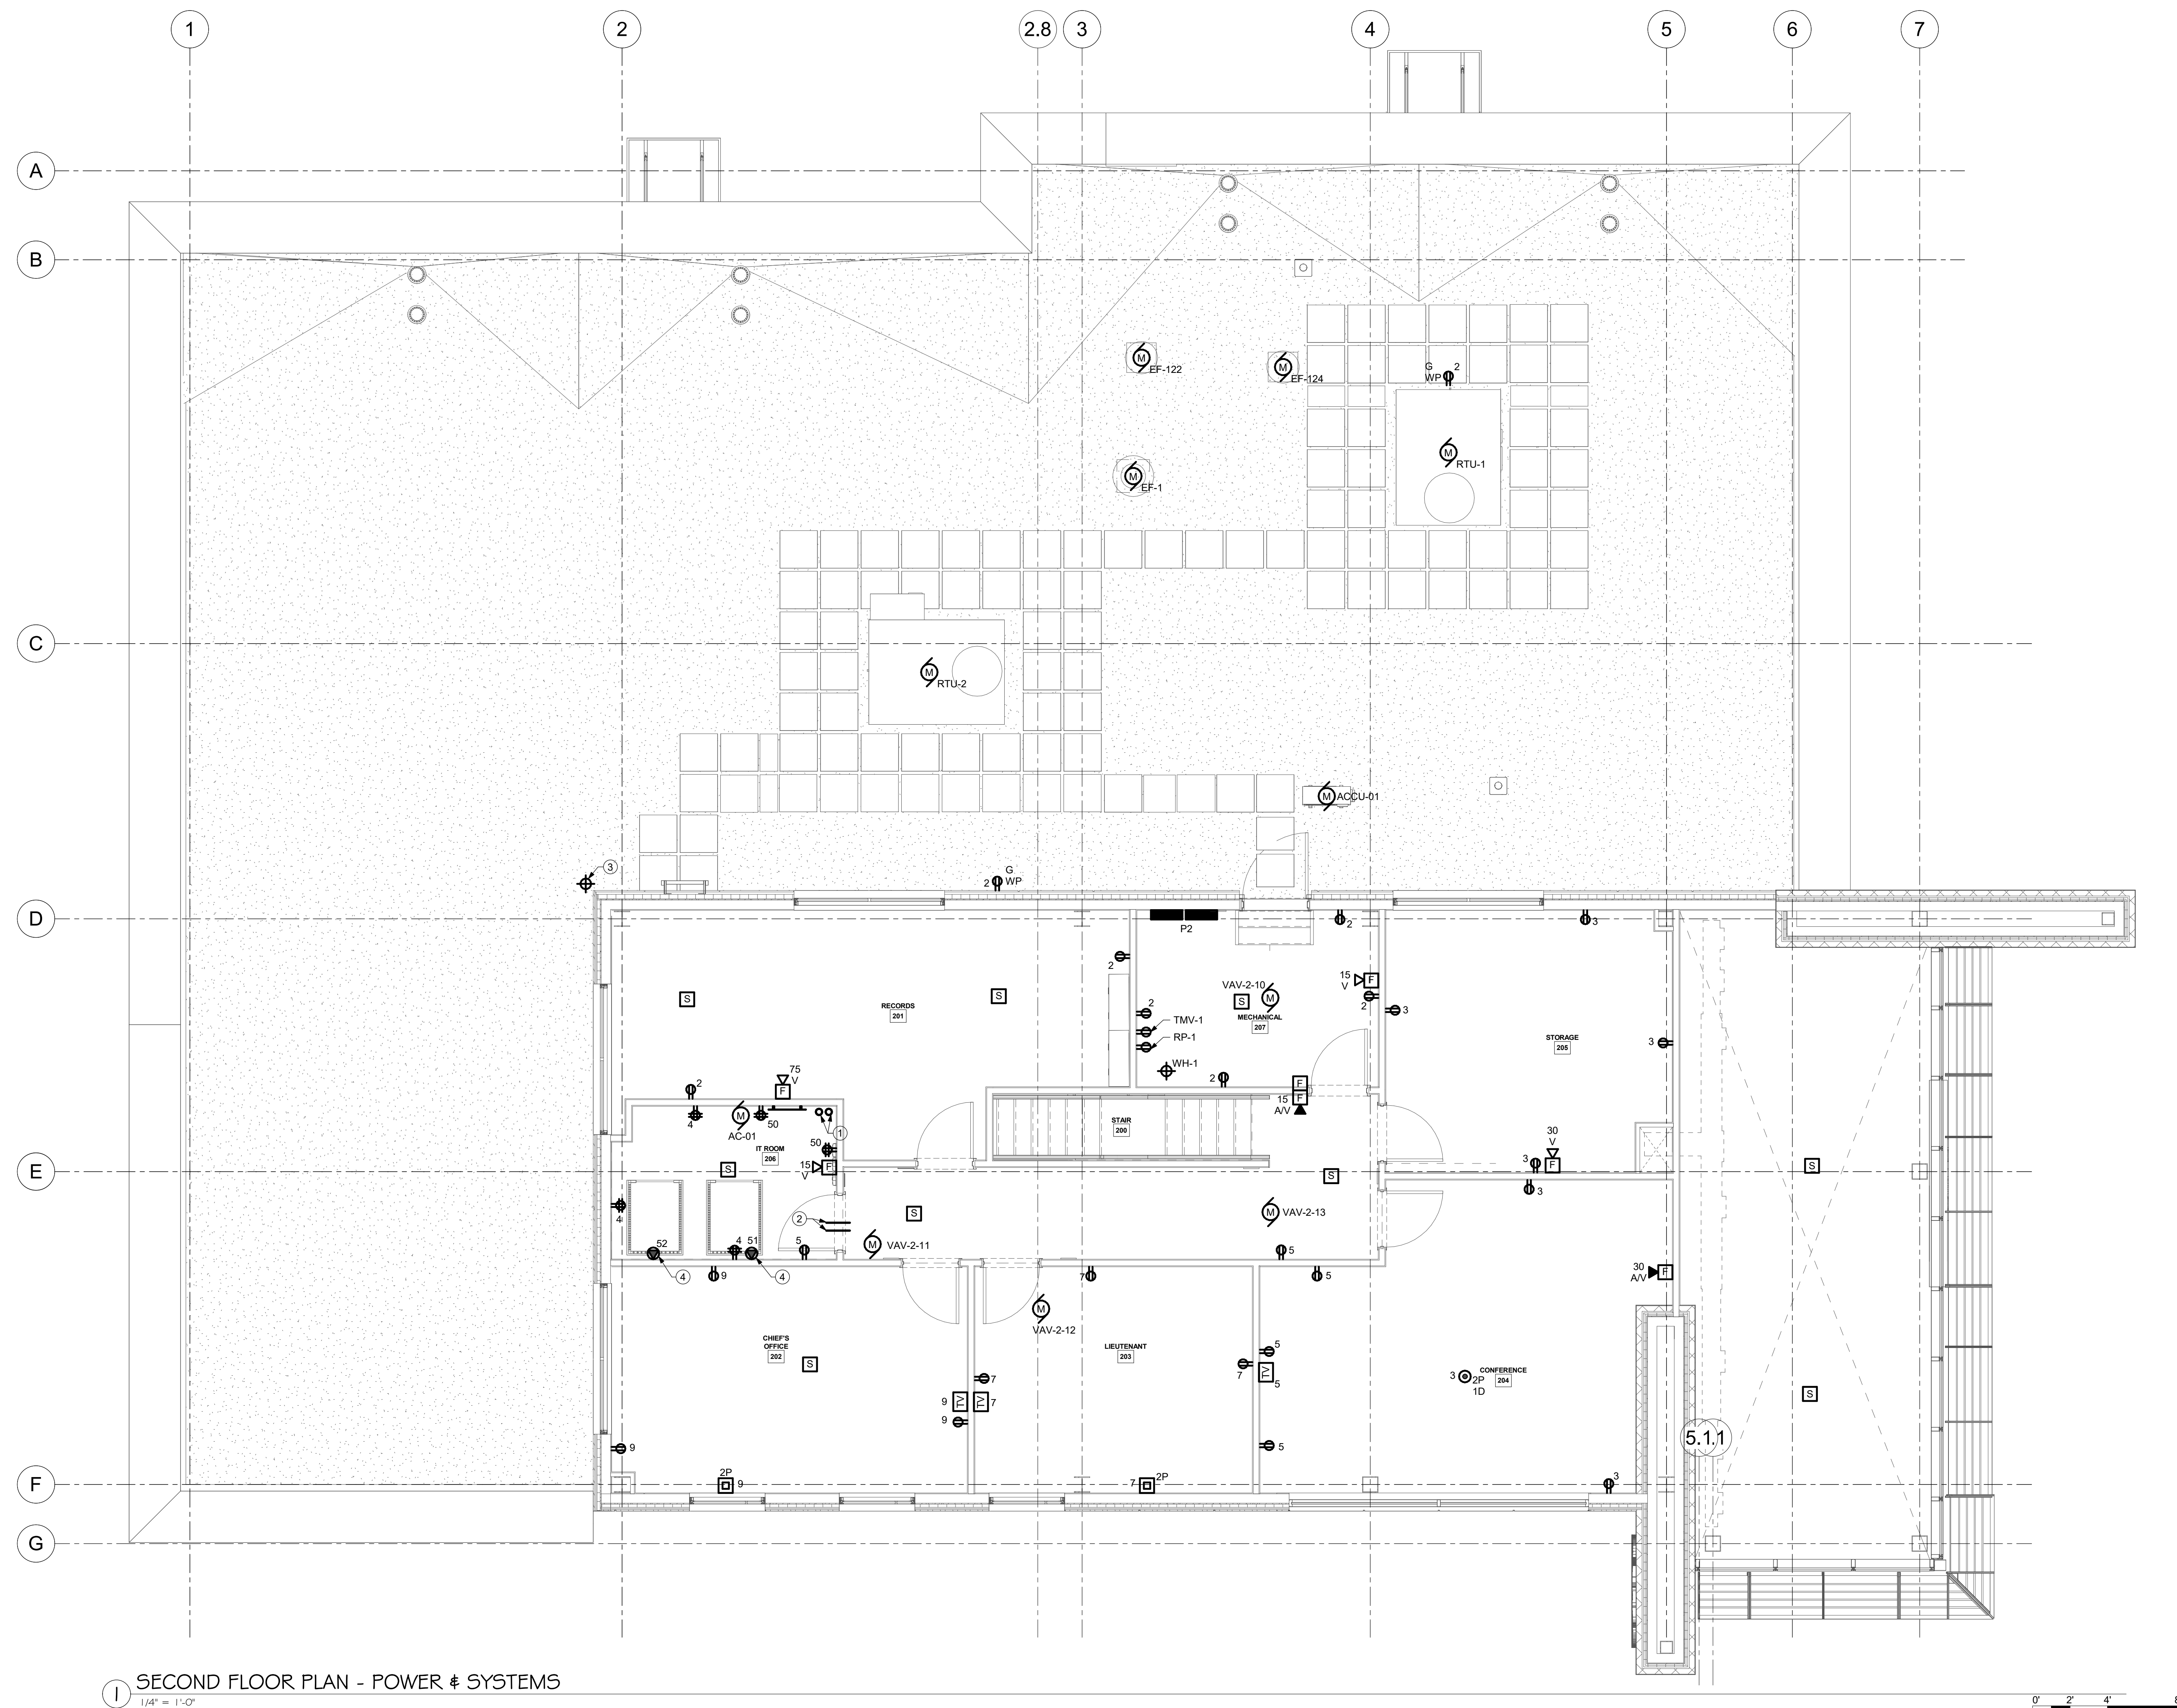 1
2
2.8
3
4
5
6
7
A
B
C
D
E
F
G
M
EF-122
M
EF-124
G
WP
2
M
RTU-1
M
EF-1
M
RTU-2
M
ACCU-01
3
2
G
WP
P2
2
3
2
S
S
RECORDS
201
VAV-2-10
S
M
MECHANICAL
207
15
V
F
2
3
2
TMV-1
RP-1
WH-1
2
STORAGE
205
3
75
V
F
2
4
M
AC-01
50
1
F
F
15
A/V
STAIR
200
50
IT ROOM
206
S
15
V
F
30
V
3
F
S
S
3
4
2
S
M
VAV-2-13
M
VAV-2-11
52
4
51
5
5
4
4
9
7
5
30
A/V
F
M
VAV-2-12
CHIEF'S
OFFICE
202
S
LIEUTENANT
203
5
7
TV
5
7
3
2P
1D
CONFERENCE
204
S
9
TV
TV
7
9
9
5
5.1
.1
2P
9
7
2P
3
1
SECOND FLOOR PLAN - POWER & SYSTEMS
1/4" = 1'-0"
0'
2'
4'
8